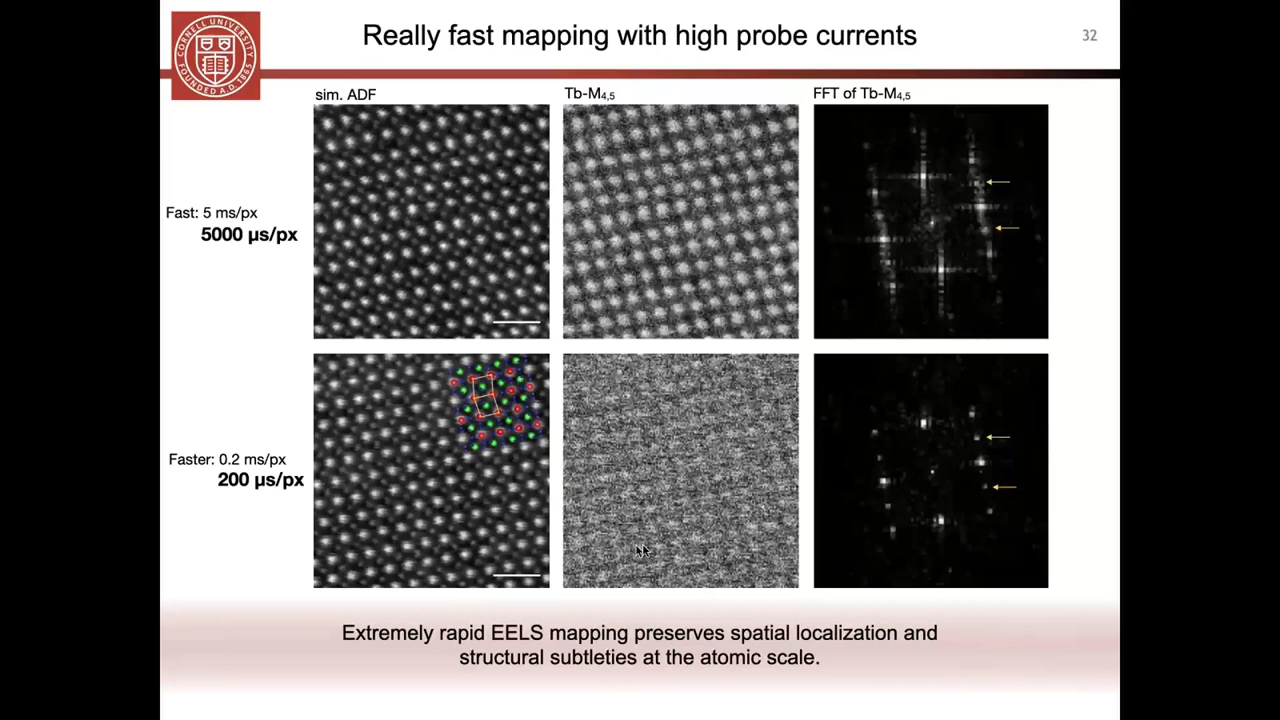 CORNELL UNIVERSITY
FOUNDED A.D. 1865
Really fast mapping with high probe currents
32
sim. ADF
Tb-M4,5
FFT of Tb-M4,5
Fast: 5 ms/px
5000 µs/px
Faster: 0.2 ms/px
200 µs/px
Extremely rapid EELS mapping preserves spatial localization and
structural subtleties at the atomic scale.